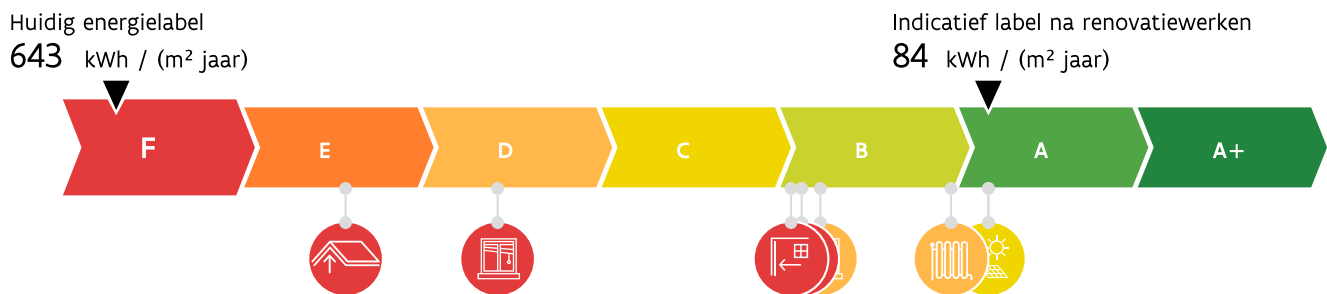 Huidig energielabel
643 kWh / (m² jaar)
Indicatief label na renovatiewerken
84 kWh / (m² jaar)
F E D C B A A+